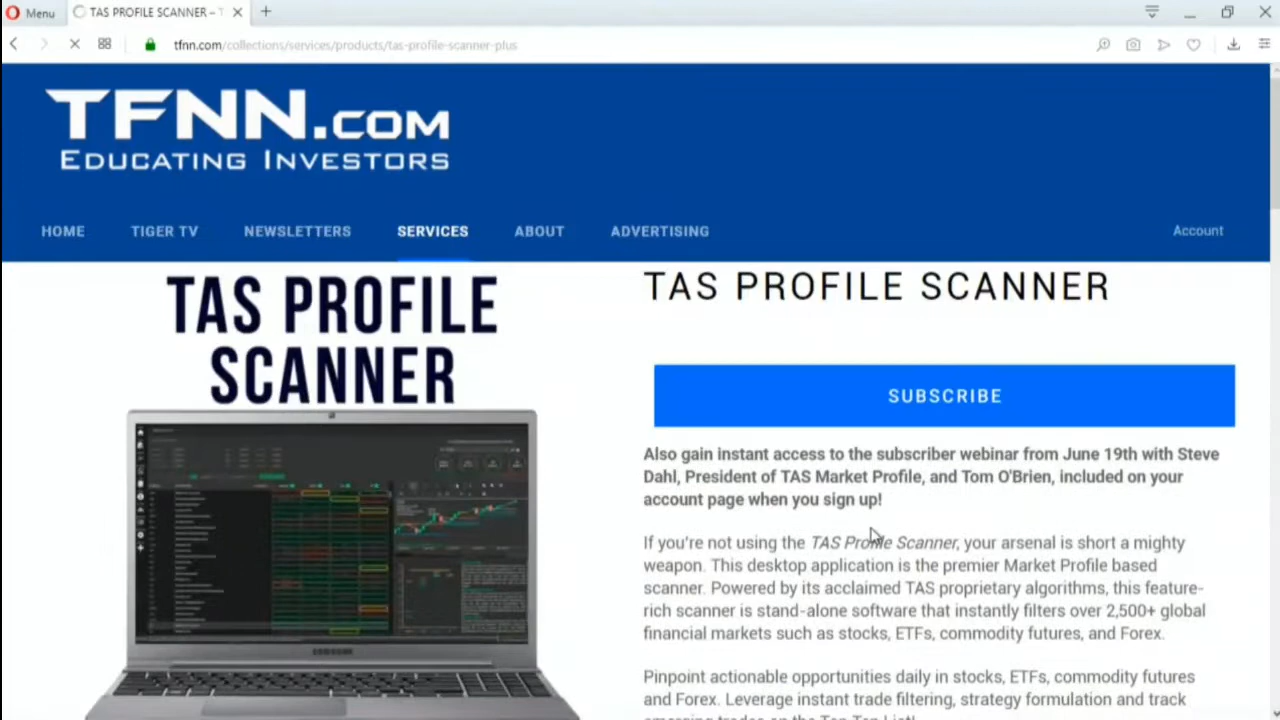 Menu
TAS PROFILE SCANNER – T
tfnn.com/collections/services/products/tas-profile-scanner-plus
TFNN.COM
EDUCATING INVESTORS
HOME TIGER TV NEWSLETTERS SERVICES ABOUT ADVERTISING Account
TAS PROFILE
SCANNER
SAMSUNG
TAS PROFILE SCANNER
SUBSCRIBE
Also gain instant access to the subscriber webinar from June 19th with Steve
Dahl, President of TAS Market Profile, and Tom O'Brien, included on your
account page when you sign up!
If you're not using the TAS Profile Scanner, your arsenal is short a mighty
weapon. This desktop application is the premier Market Profile based
scanner. Powered by its acclaimed TAS proprietary algorithms, this feature-
rich scanner is stand-alone software that instantly filters over 2,500+ global
financial markets such as stocks, ETFs, commodity futures, and Forex.
Pinpoint actionable opportunities daily in stocks, ETFs, commodity futures
and Forex. Leverage instant trade filtering, strategy formulation and track
emerging trades on the Top Ten List!